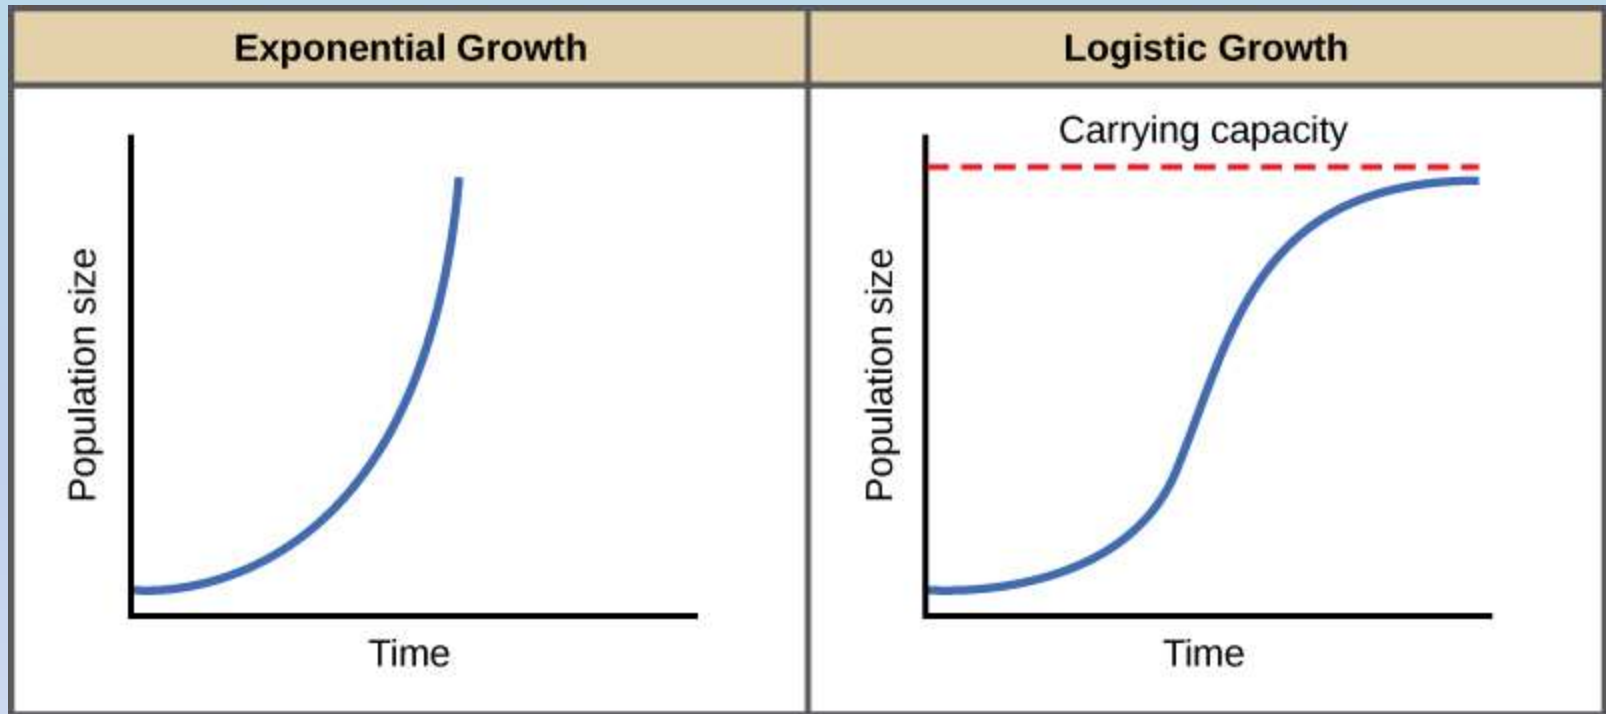 Exponential Growth
Logistic Growth
Population size
Time
Carrying capacity
Population size
Time